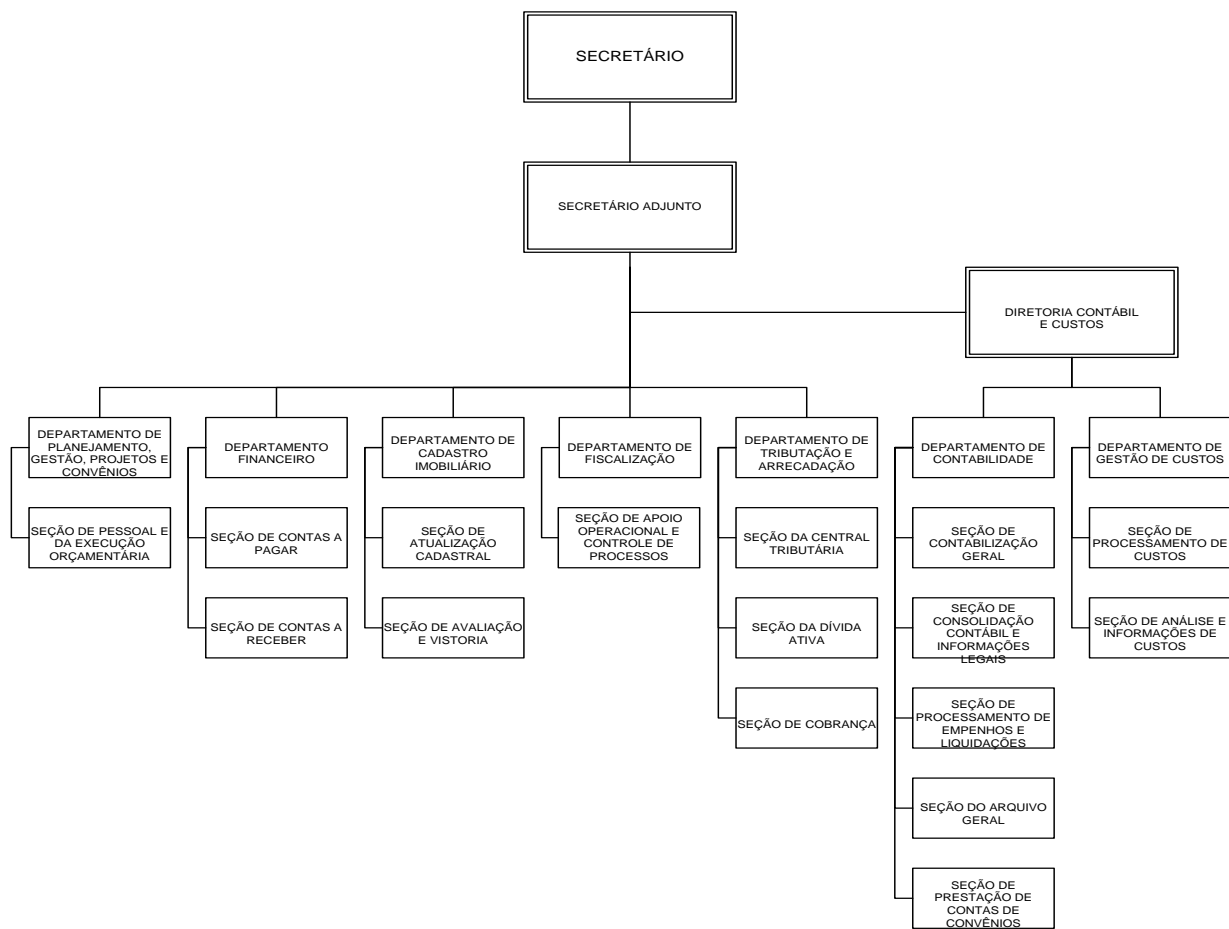 SECRETÁRIO
SECRETÁRIO ADJUNTO
DIRETORIA CONTÁBIL
E CUSTOS
DEPARTAMENTO DE
PLANEJAMENTO,
GESTÃO, PROJETOS E
CONVÊNIOS
DEPARTAMENTO
FINANCEIRO
DEPARTAMENTO DE
CADASTRO
IMOBILIÁRIO
DEPARTAMENTO DE
FISCALIZAÇÃO
DEPARTAMENTO DE
TRIBUTAÇÃO E
ARRECADAÇÃO
DEPARTAMENTO DE
CONTABILIDADE
DEPARTAMENTO DE
GESTÃO DE CUSTOS
SEÇÃO DE PESSOAL E
DA EXECUÇÃO
ORÇAMENTÁRIA
SEÇÃO DE CONTAS A
PAGAR
SEÇÃO DE
ATUALIZAÇÃO
CADASTRAL
SEÇÃO DE APOIO
OPERACIONAL E
CONTROLE DE
PROCESSOS
SEÇÃO DA CENTRAL
TRIBUTÁRIA
SEÇÃO DE
CONTABILIZAÇÃO
GERAL
SEÇÃO DE
PROCESSAMENTO DE
CUSTOS
SEÇÃO DE CONTAS A
RECEBER
SEÇÃO DE AVALIAÇÃO
E VISTORIA
SEÇÃO DA DÍVIDA
ATIVA
SEÇÃO DE
CONSOLIDAÇÃO
CONTÁBIL E
INFORMAÇÕES
LEGAIS
SEÇÃO DE ANÁLISE E
INFORMAÇÕES DE
CUSTOS
SEÇÃO DE COBRANÇA
SEÇÃO DE
PROCESSAMENTO DE
EMPENHOS E
LIQUIDAÇÕES
SEÇÃO DO ARQUIVO
GERAL
SEÇÃO DE
PRESTAÇÃO DE
CONTAS DE
CONVÊNIOS